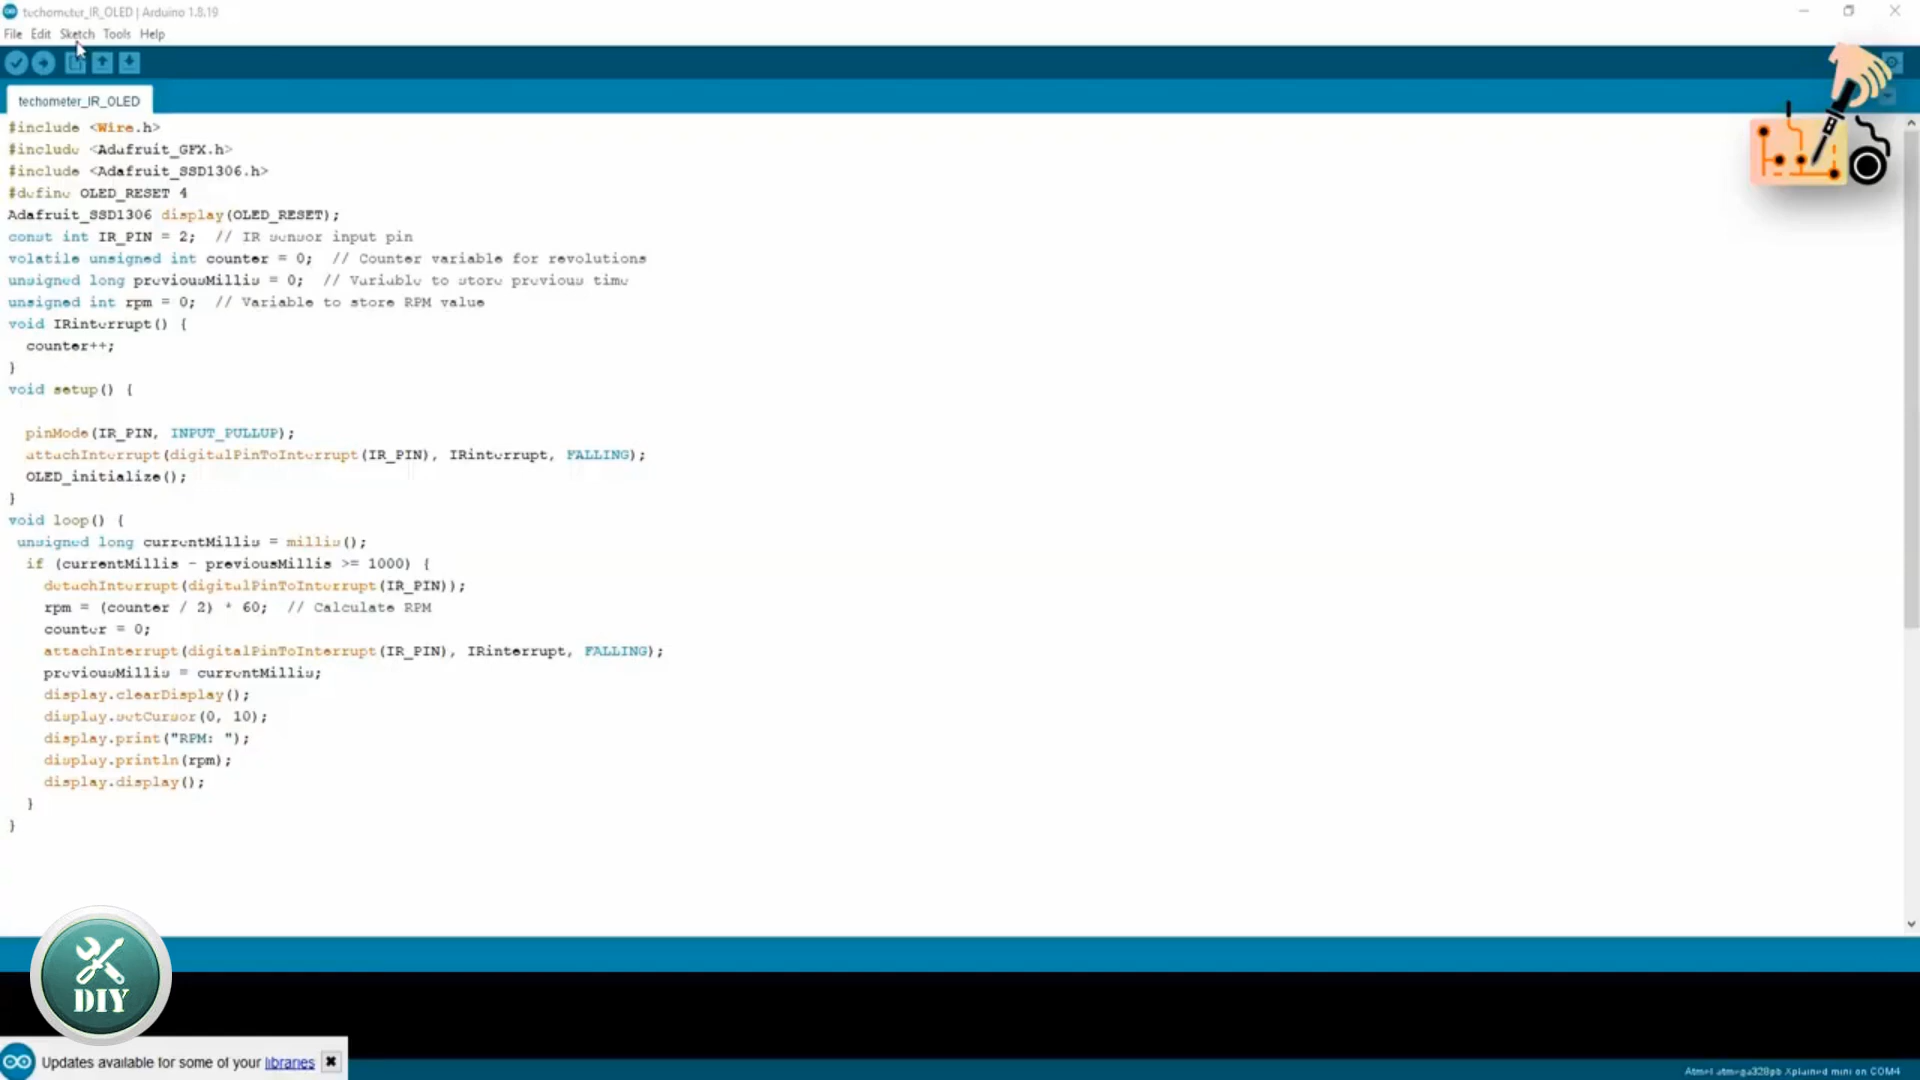 techometer_IR_OLED | Arduino 1.8.19
File Edit Sketch Tools Help
techometer_IR_OLED
#include <Wire.h>
#include <Adafruit_GFX.h>
#include <Adafruit_SSD1306.h>
#define OLED_RESET 4
Adafruit_SSD1306 display(OLED_RESET);
const int IR_PIN = 2;  // IR sensor input pin
volatile unsigned int counter = 0;  // Counter variable for revolutions
unsigned long previousMillis = 0;  // Variable to store previous time
unsigned int rpm = 0;  // Variable to store RPM value
void IRinterrupt() {
  counter++;
}
void setup() {
  pinMode(IR_PIN, INPUT_PULLUP);
  attachInterrupt(digitalPinToInterrupt(IR_PIN), IRinterrupt, FALLING);
  OLED_initialize();
}
void loop() {
 unsigned long currentMillis = millis();
  if (currentMillis - previousMillis >= 1000) {
    detachInterrupt(digitalPinToInterrupt(IR_PIN));
    rpm = (counter / 2) * 60;  // Calculate RPM
    counter = 0;
    attachInterrupt(digitalPinToInterrupt(IR_PIN), IRinterrupt, FALLING);
    previousMillis = currentMillis;
    display.clearDisplay();
    display.setCursor(0, 10);
    display.print("RPM: ");
    display.println(rpm);
    display.display();
  }
}
DIY
Updates available for some of your libraries
Atmel atmega328pb Xplained mini on COM4